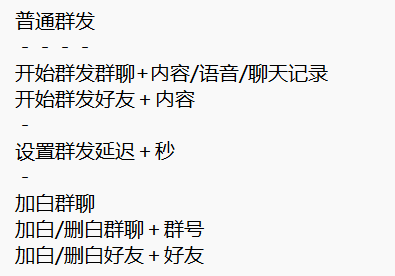 普通群发
- - - -
开始群发群聊+内容/语音/聊天记录
开始群发好友+内容
-
设置群发延迟+秒
-
加白群聊
加白/删白群聊+群号
加白/删白好友+好友